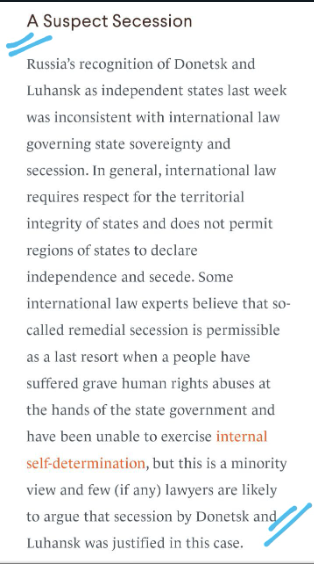 A Suspect Secession
Russia's recognition of Donetsk and
Luhansk as independent states last week
was inconsistent with international law
governing state sovereignty and
secession. In general, international law
requires respect for the territorial
integrity of states and does not permit
regions of states to declare
independence and secede. Some
international law experts believe that so-
called remedial secession is permissible
as a last resort when a people have
suffered grave human rights abuses at
the hands of the state government and
have been unable to exercise internal
self-determination, but this is a minority
view and few (if any) lawyers are likely
to argue that secession by Donetsk and
Luhansk was justified in this case.